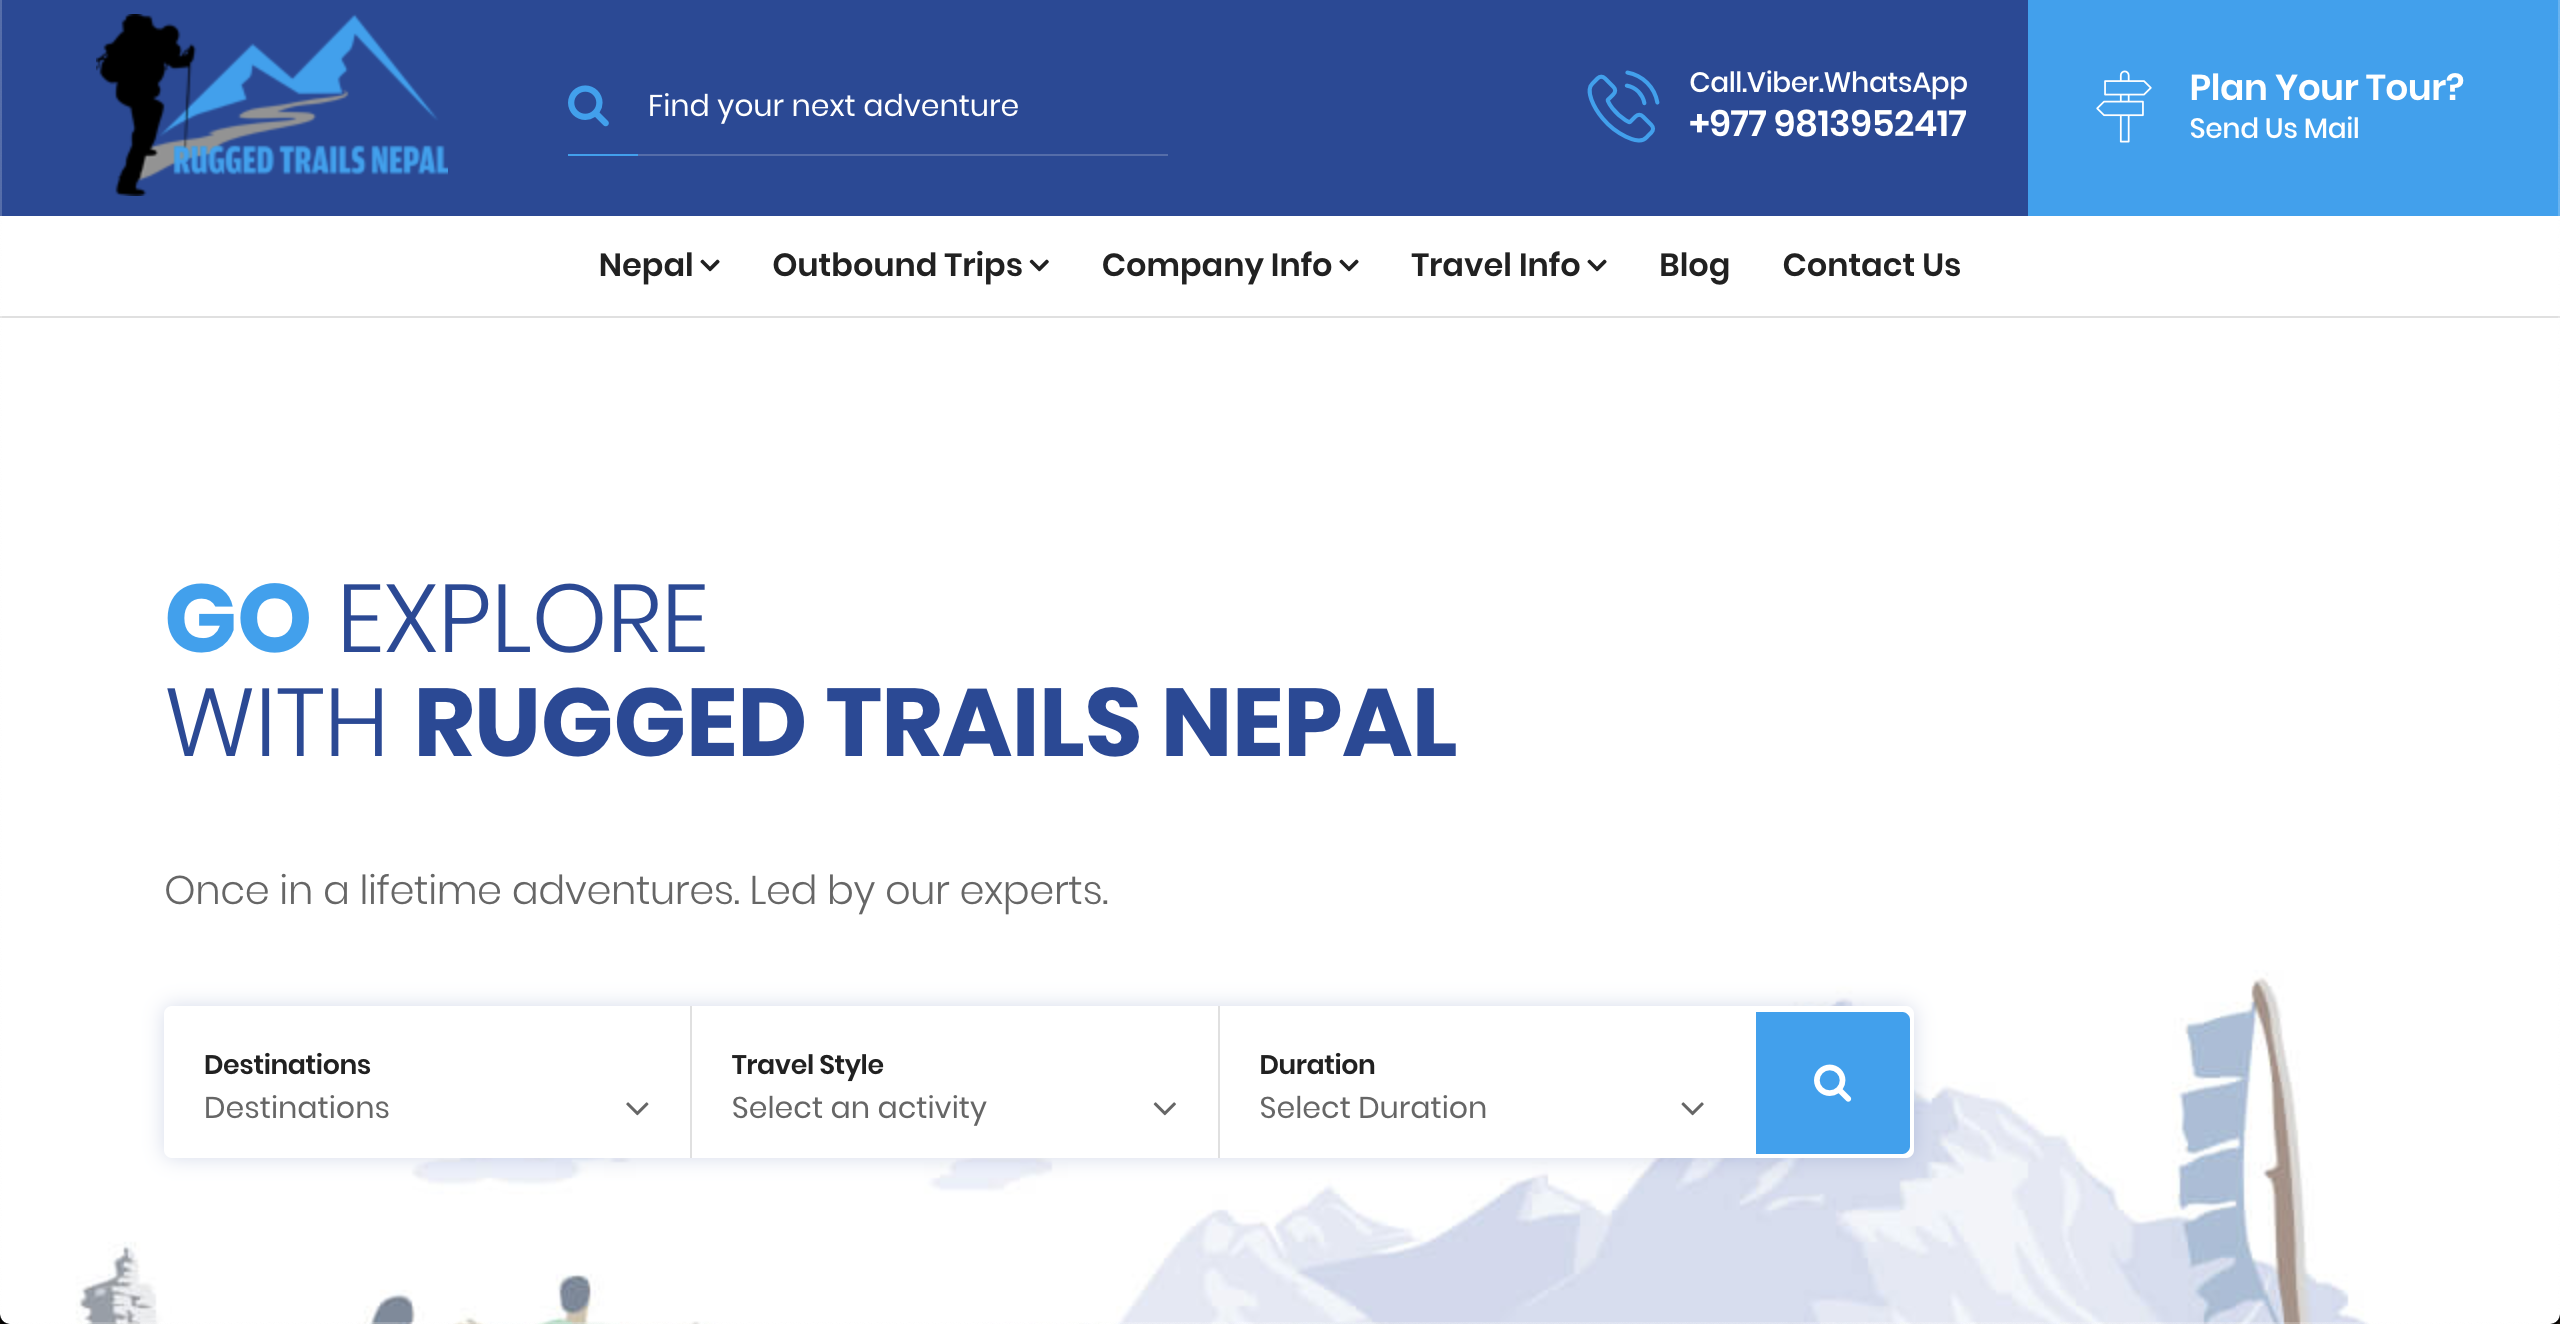 RUGGED TRAILS NEPAL
Find your next adventure
Call.Viber.WhatsApp
+977 9813952417
Plan Your Tour?
Send Us Mail
Nepal Outbound Trips Company Info Travel Info Blog Contact Us
GO EXPLORE
WITH RUGGED TRAILS NEPAL
Once in a lifetime adventures. Led by our experts.
Destinations
Destinations
Travel Style
Select an activity
Duration
Select Duration